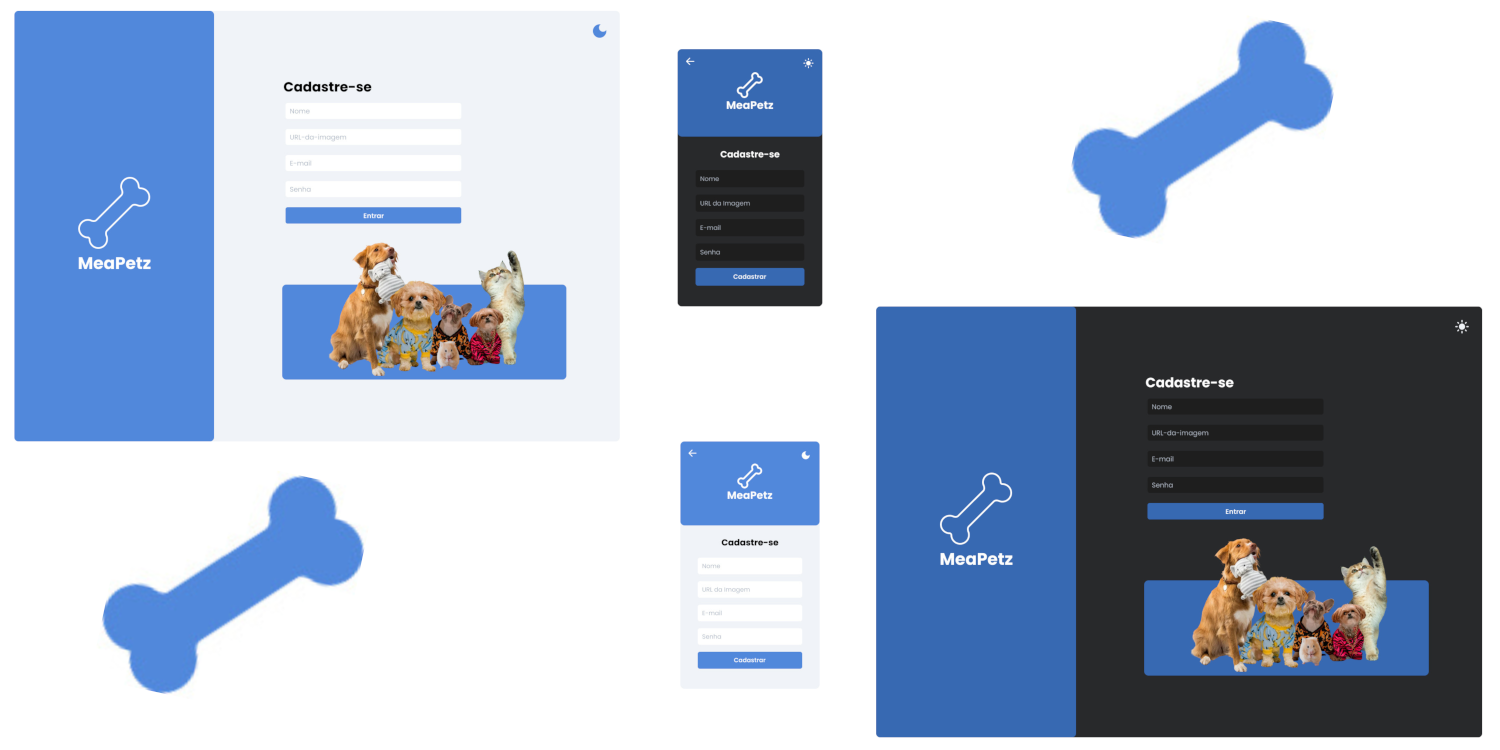 Cadastre-se
Nome
URL-da-imagem
E-mail
Senha
Entrar
MeaPetz
MeaPetz
Cadastre-se
Nome
URL da Imagem
E-mail
Senha
Cadastrar
MeaPetz
Cadastre-se
Nome
URL da Imagem
E-mail
Senha
Cadastrar
Cadastre-se
Nome
URL-da-imagem
E-mail
Senha
Entrar
MeaPetz